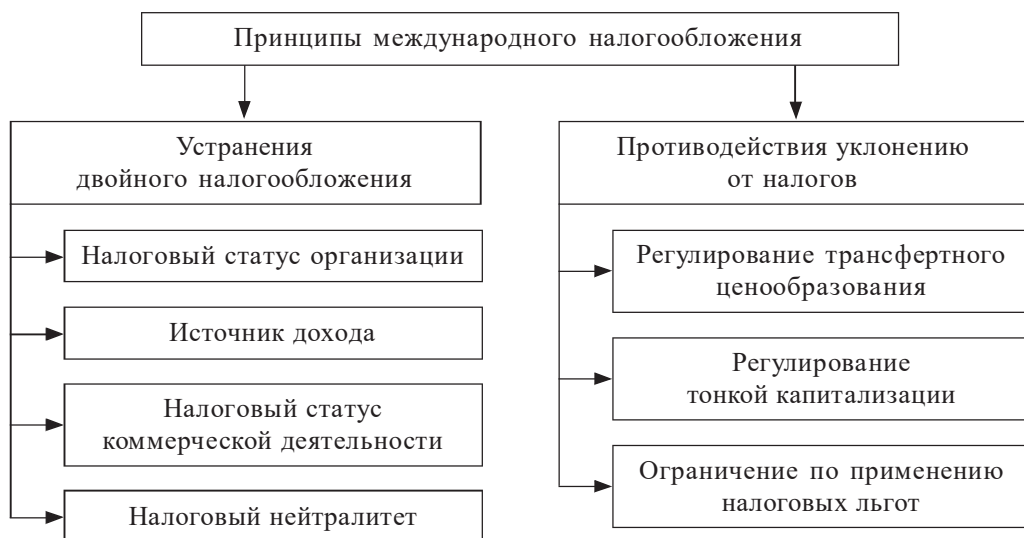 Принципы международного налогообложения
Устранения
двойного налогообложения
Налоговый статус организации
Источник дохода
Налоговый статус
коммерческой деятельности
Налоговый нейтралитет
Противодействия уклонению
от налогов
Регулирование трансфертного
ценообразования
Регулирование
тонкой капитализации
Ограничение по применению
налоговых льгот